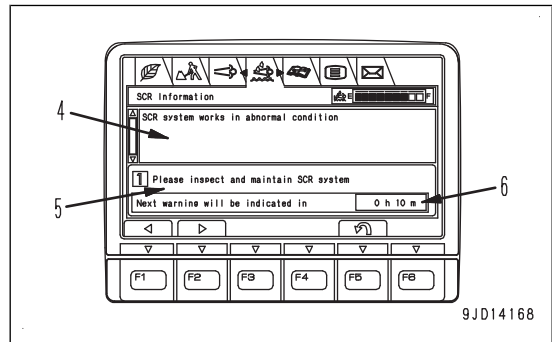 SCR Information
E F
4
SCR system works in abnormal condition
1 Please inspect and maintain SCR system
5
6
Next warning will be indicated in 0 h 10 m
F1 F2 F3 F4 F5 F6
9JD14168